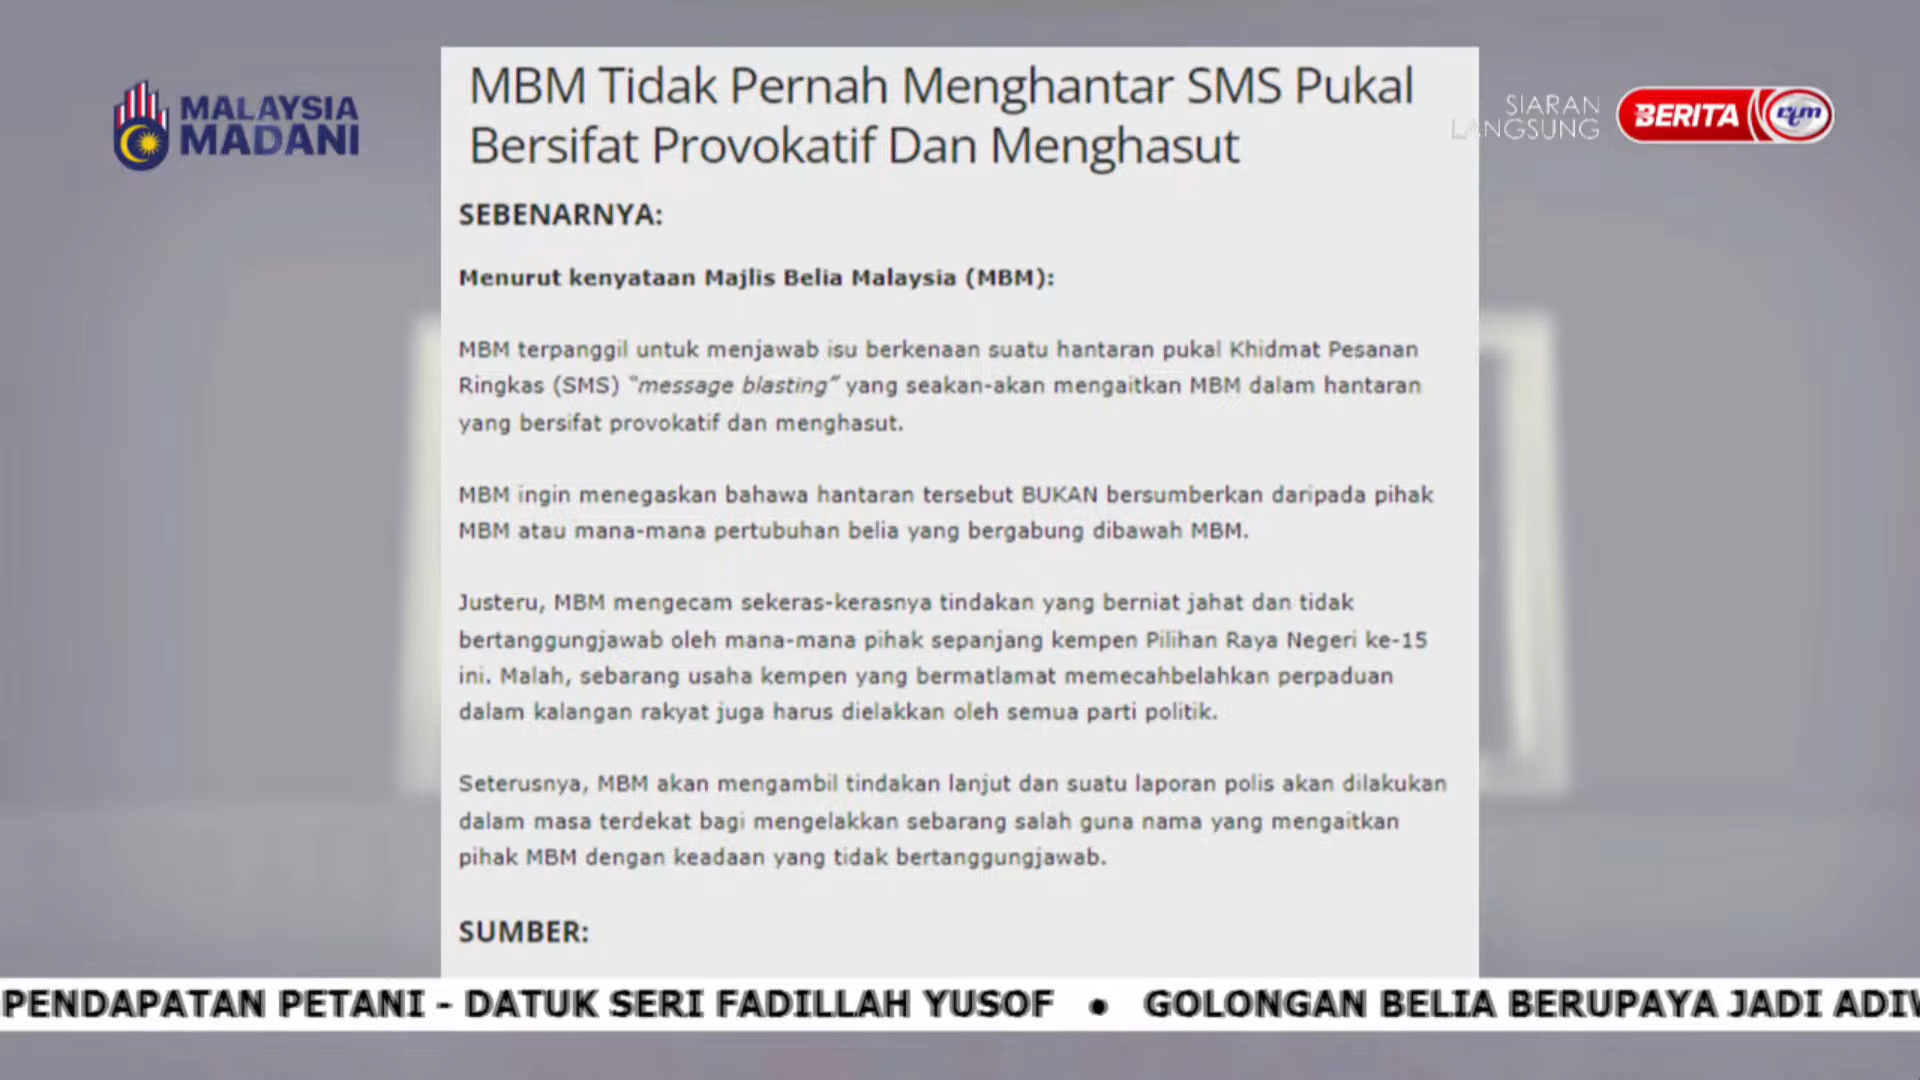 MALAYSIA
MADANI
SIARAN
LANGSUNG
BERITA rtm
MBM Tidak Pernah Menghantar SMS Pukal
Bersifat Provokatif Dan Menghasut
SEBENARNYA:
Menurut kenyataan Majlis Belia Malaysia (MBM):
MBM terpanggil untuk menjawab isu berkenaan suatu hantaran pukal Khidmat Pesanan
Ringkas (SMS) "message blasting" yang seakan-akan mengaitkan MBM dalam hantaran
yang bersifat provokatif dan menghasut.
MBM ingin menegaskan bahawa hantaran tersebut BUKAN bersumberkan daripada pihak
MBM atau mana-mana pertubuhan belia yang bergabung dibawah MBM.
Justeru, MBM mengecam sekeras-kerasnya tindakan yang berniat jahat dan tidak
bertanggungjawab oleh mana-mana pihak sepanjang kempen Pilihan Raya Negeri ke-15
ini. Malah, sebarang usaha kempen yang bermatlamat memecahbelahkan perpaduan
dalam kalangan rakyat juga harus dielakkan oleh semua parti politik.
Seterusnya, MBM akan mengambil tindakan lanjut dan suatu laporan polis akan dilakukan
dalam masa terdekat bagi mengelakkan sebarang salah guna nama yang mengaitkan
pihak MBM dengan keadaan yang tidak bertanggungjawab.
SUMBER:
PENDAPATAN PETANI - DATUK SERI FADILLAH YUSOF • GOLONGAN BELIA BERUPAYA JADI